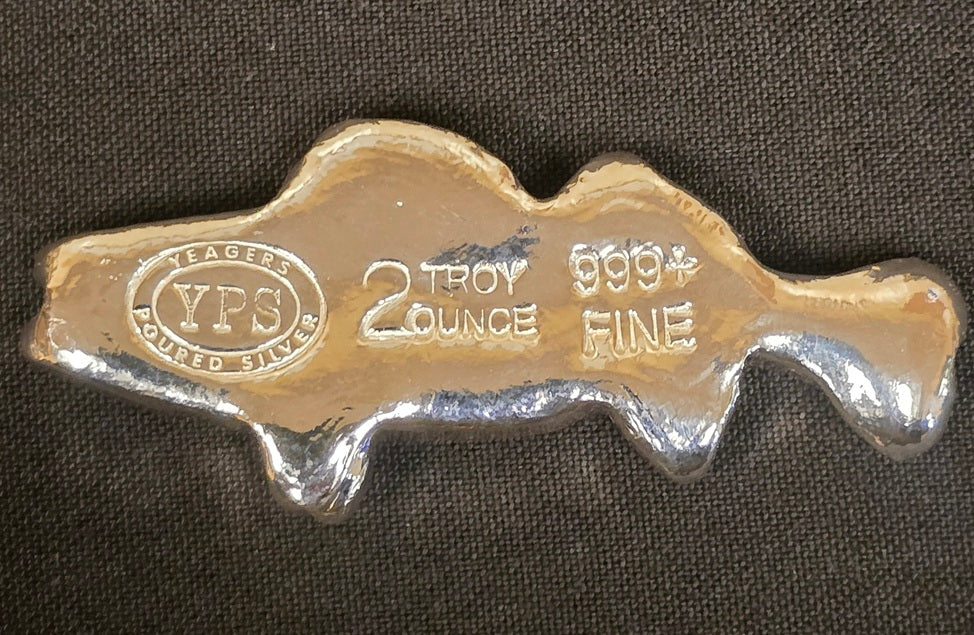 YEAGERS
YPS
POURED SILVER
2 TROY
OUNCE
999+
FINE